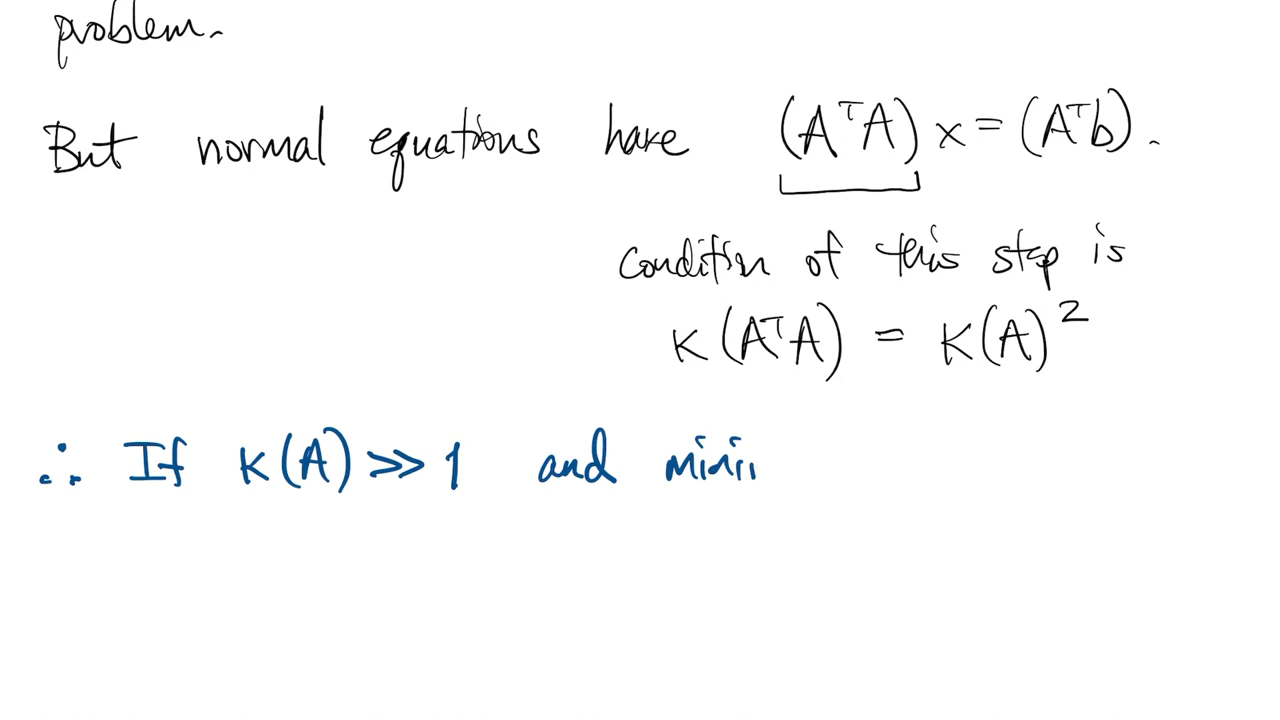 problem.
But normal equations have (AᵀA) x = (Aᵀb).
condition of this step is
κ(AᵀA) = κ(A)²
∴ If κ(A) ≫ 1 and